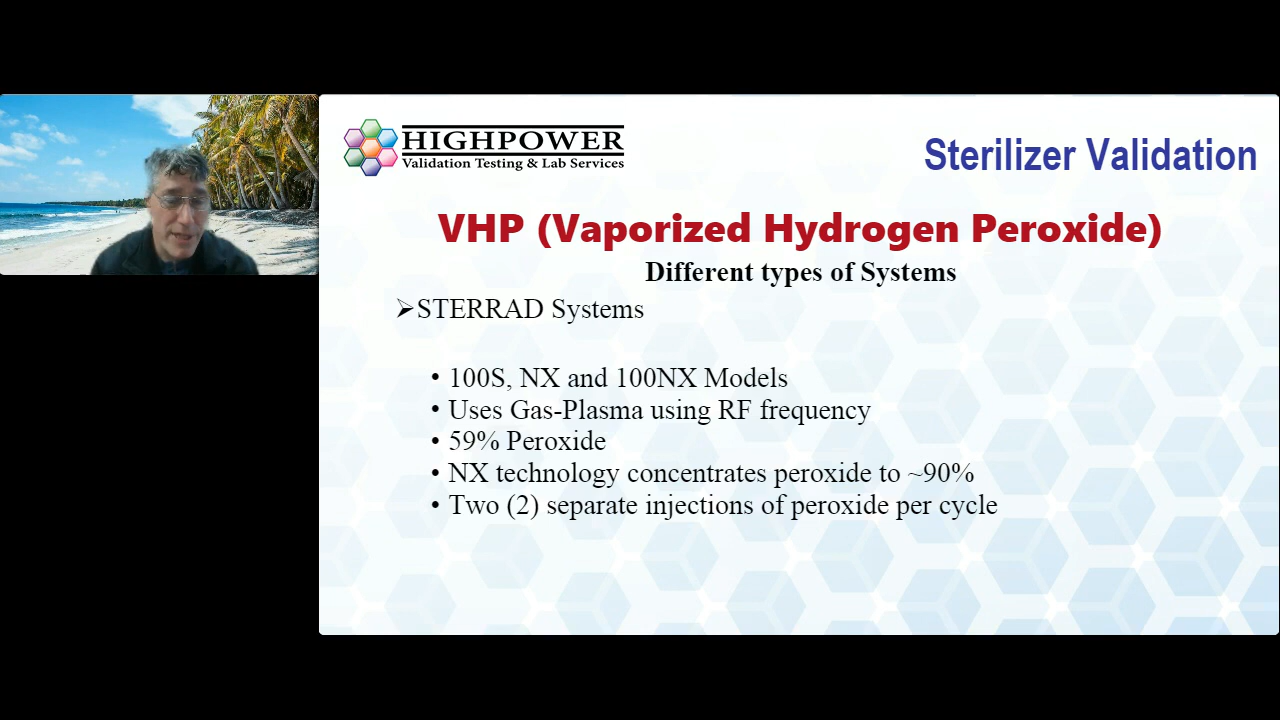 HIGHPOWER
Validation Testing & Lab Services
Sterilizer Validation
VHP (Vaporized Hydrogen Peroxide)
Different types of Systems
➢STERRAD Systems
• 100S, NX and 100NX Models
• Uses Gas-Plasma using RF frequency
• 59% Peroxide
• NX technology concentrates peroxide to ~90%
• Two (2) separate injections of peroxide per cycle